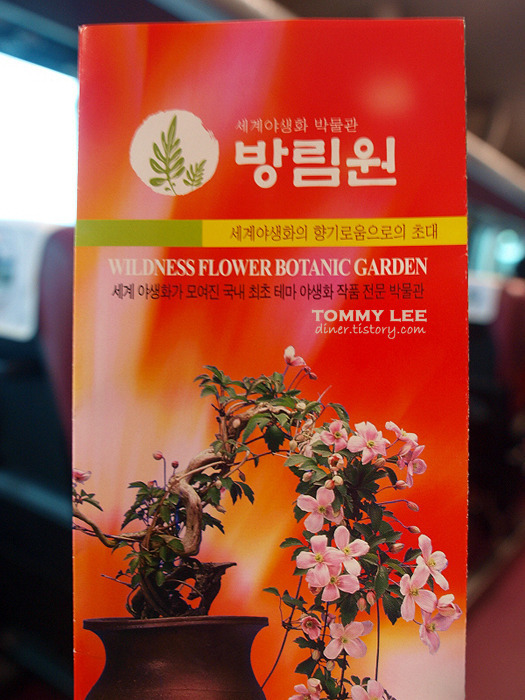 세계야생화 박물관
방림원
세계야생화의 향기로움으로의 초대
WILDNESS FLOWER BOTANIC GARDEN
세계 야생화가 모여진 국내 최초 테마 야생화 작품 전문 박물관
TOMMY LEE
diner.tistory.com